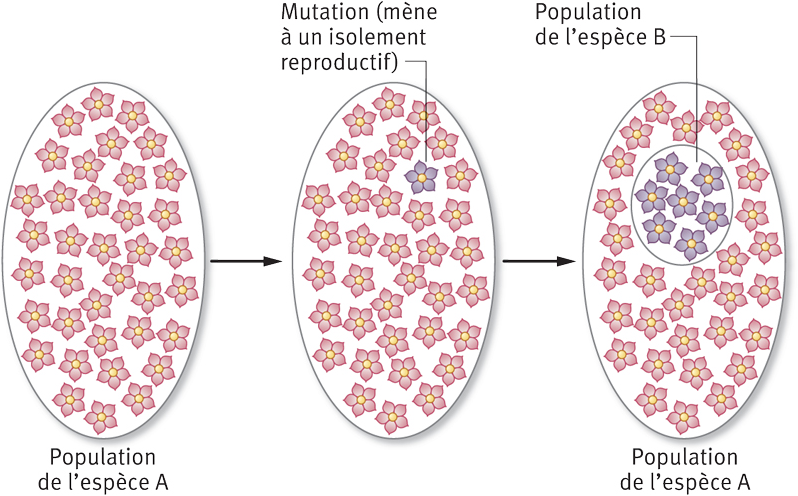 Mutation (mène
à un isolement
reproductif)
Population
de l’espèce B
Population
de l’espèce A
Population
de l’espèce A